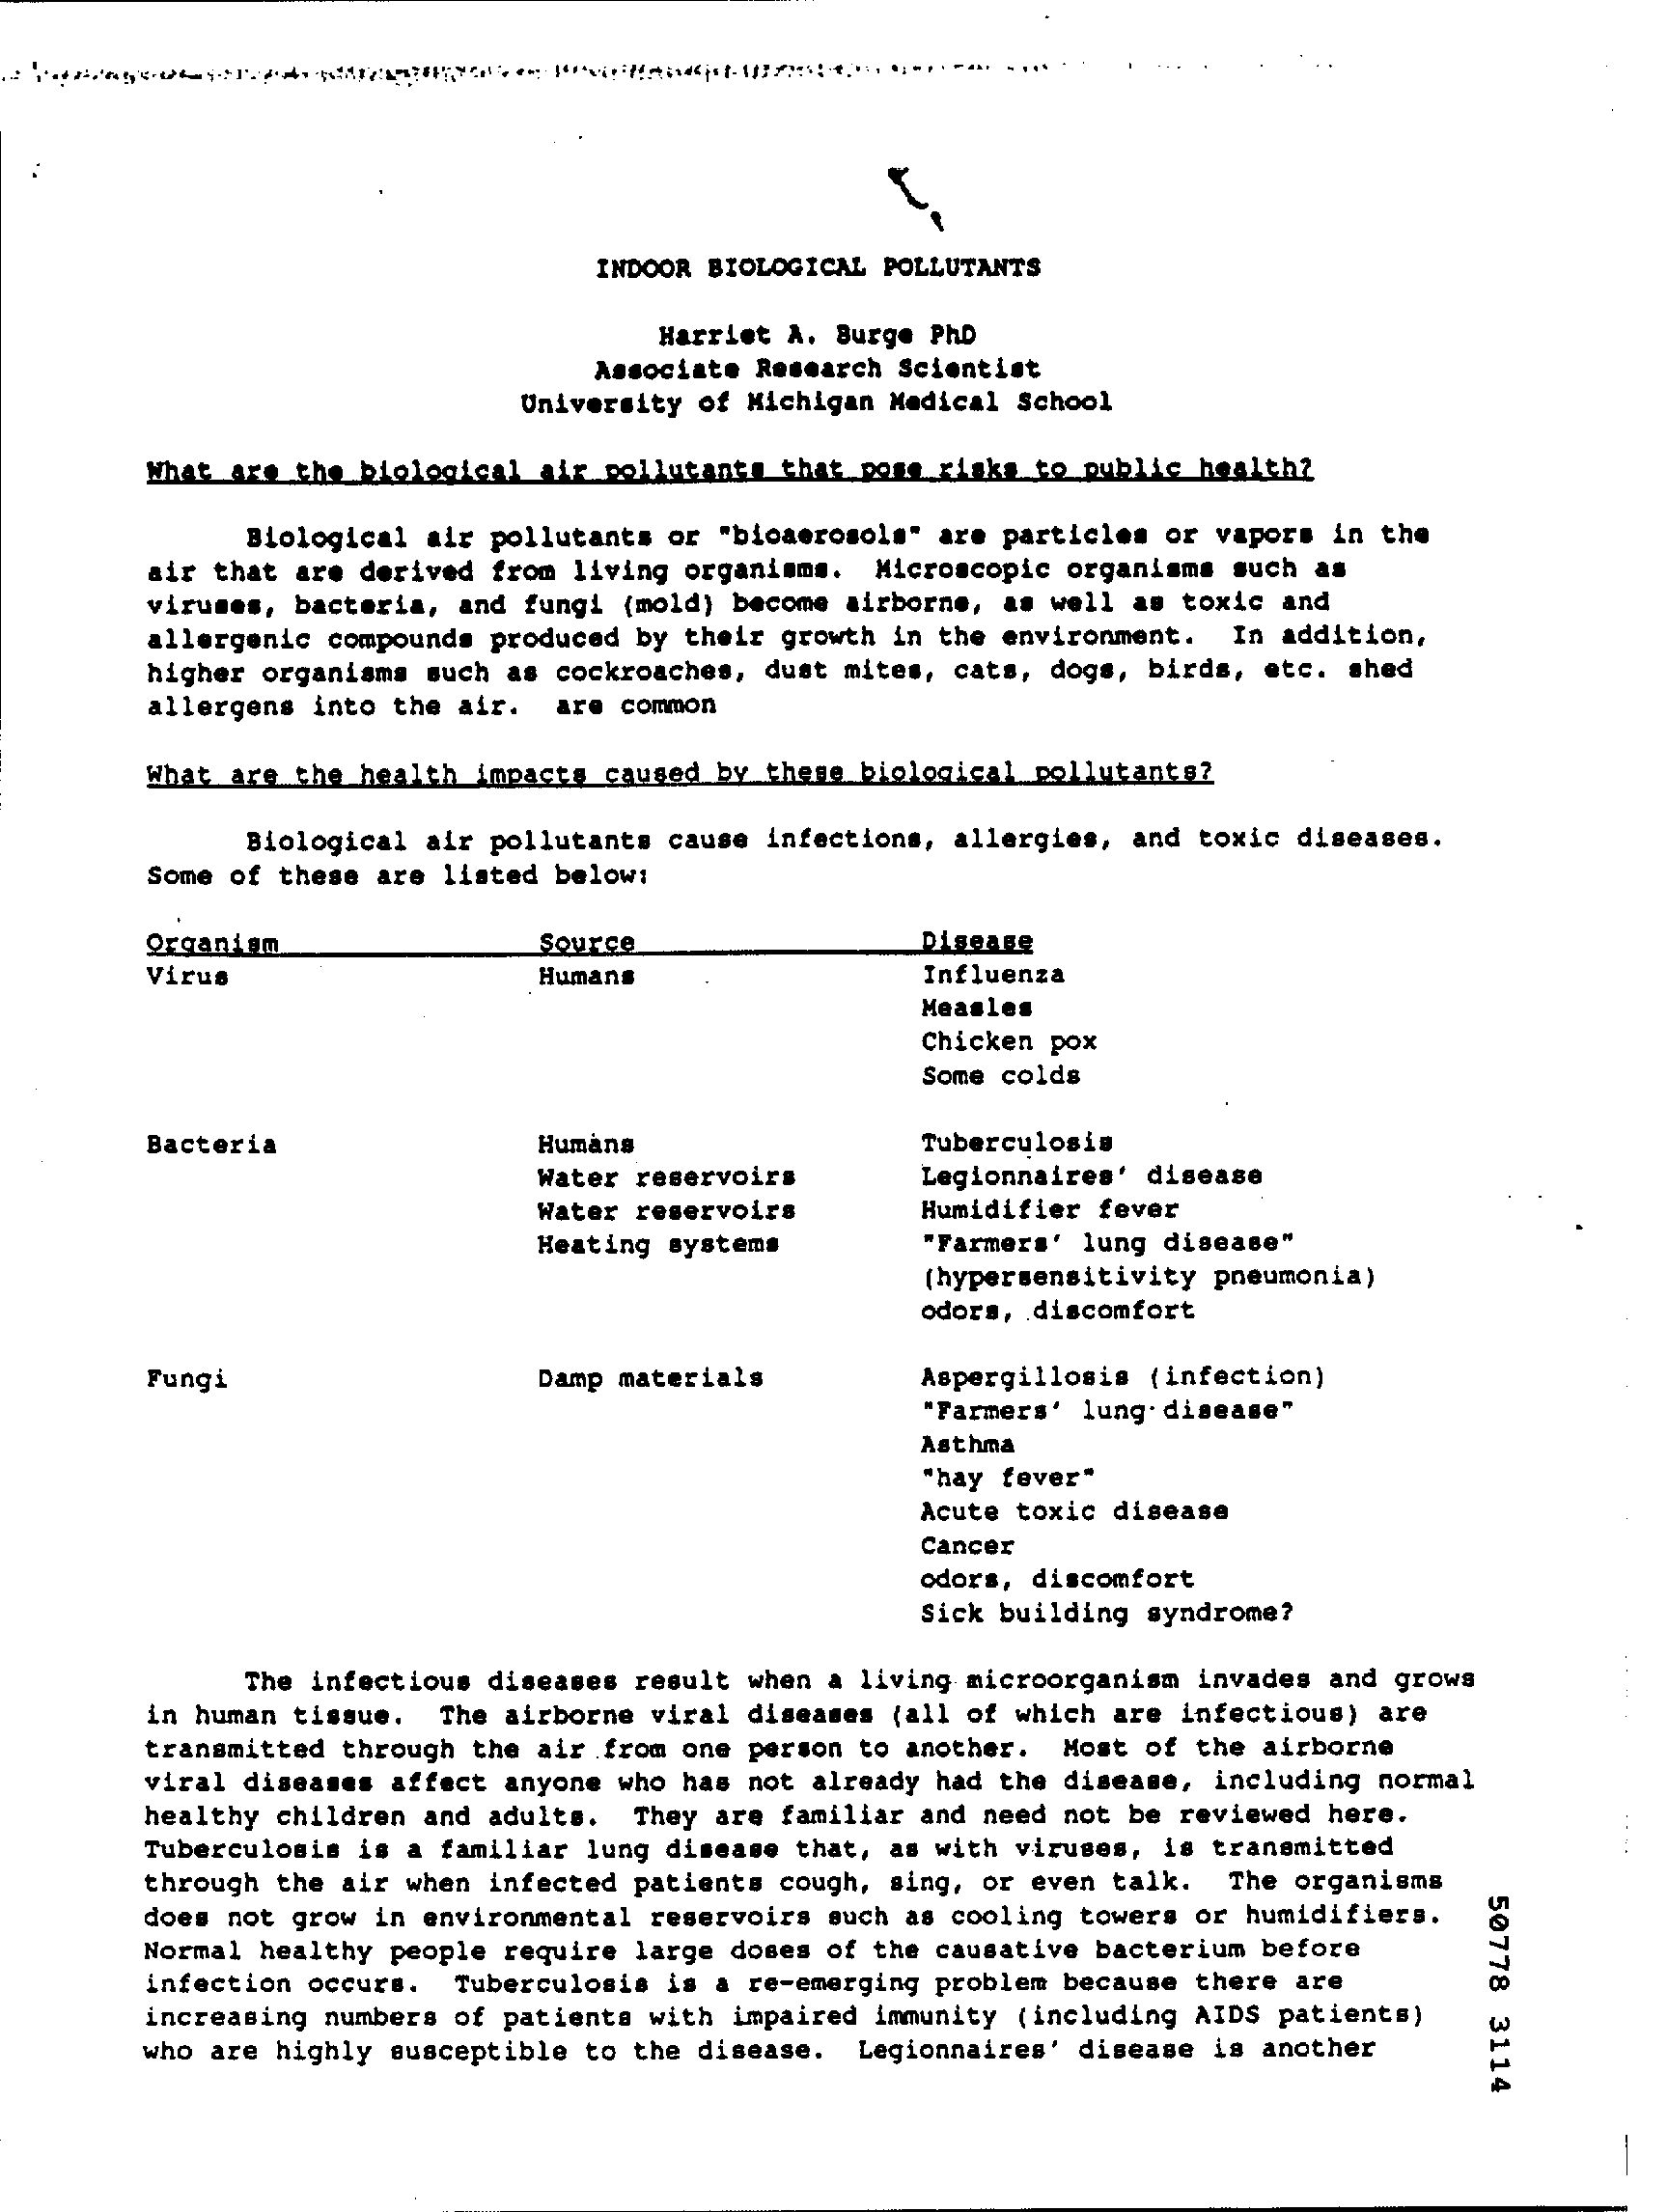 INDOOR BIOLOGICAL POLLUTANTS
Harriet A. Burge PhD
Associate Research Scientist
University of Michigan Medical School
What are the biological air pollutants that pose risks to public health?
Biological air pollutants or "bioaerosols" are particles or vapors in the
air that are derived from living organisms. Microscopic organisms such as
viruses, bacteria, and fungi (mold) become airborne, as well as toxic and
allergenic compounds produced by their growth in the environment. In addition,
higher organisms such as cockroaches, dust mites, cats, dogs, birds, etc. shed
allergens into the air. are common
What are the health impacts caused by these biological pollutants?
Biological air pollutants cause infections, allergies, and toxic diseases.
Some of these are listed below:
Organism Source Disease
Virus Humans Influenza
Measles
Chicken pox
Some colds
Bacteria Humans Tuberculosis
Water reservoirs Legionnaires' disease
Water reservoirs Humidifier fever
Heating systems "Farmers' lung disease"
(hypersensitivity pneumonia)
odors, discomfort
Fungi Damp materials Aspergillosis (infection)
"Farmers' lung disease"
Asthma
"hay fever"
Acute toxic disease
Cancer
odors, discomfort
Sick building syndrome?
The infectious diseases result when a living microorganism invades and grows
in human tissue. The airborne viral diseases (all of which are infectious) are
transmitted through the air from one person to another. Most of the airborne
viral diseases affect anyone who has not already had the disease, including normal
healthy children and adults. They are familiar and need not be reviewed here.
Tuberculosis is a familiar lung disease that, as with viruses, is transmitted
through the air when infected patients cough, sing, or even talk. The organisms
does not grow in environmental reservoirs such as cooling towers or humidifiers.
Normal healthy people require large doses of the causative bacterium before
infection occurs. Tuberculosis is a re-emerging problem because there are
increasing numbers of patients with impaired immunity (including AIDS patients)
who are highly susceptible to the disease. Legionnaires' disease is another
50778 3114